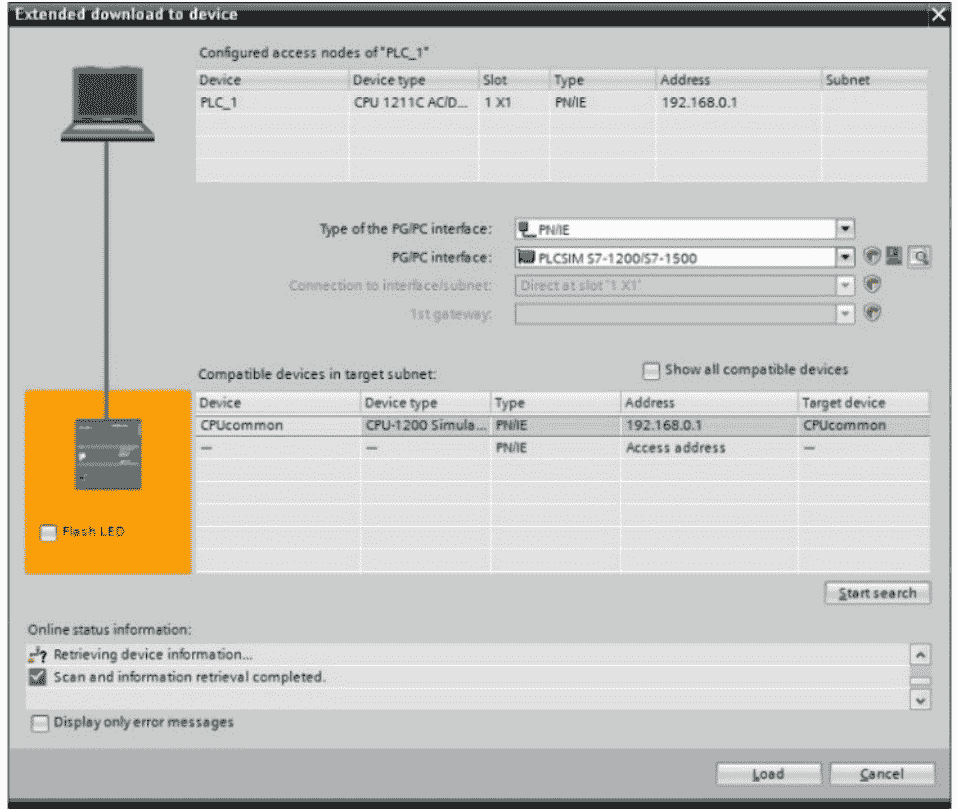 Extended download to device
Configured access nodes of "PLC_1"
Device Device type Slot Type Address Subnet
PLC_1 CPU 1211C AC/D... 1 X1 PN/IE 192.168.0.1
Type of the PG/PC interface: PN/IE
PG/PC interface: PLCSIM S7-1200/S7-1500
Connection to interface/subnet: Direct at slot '1 X1'
1st gateway:
Compatible devices in target subnet: Show all compatible devices
Device Device type Type Address Target device
CPUcommon CPU-1200 Simula... PN/IE 192.168.0.1 CPUcommon
— — PN/IE Access address —
Flash LED
Start search
Online status information:
Retrieving device information...
Scan and information retrieval completed.
Display only error messages
Load Cancel